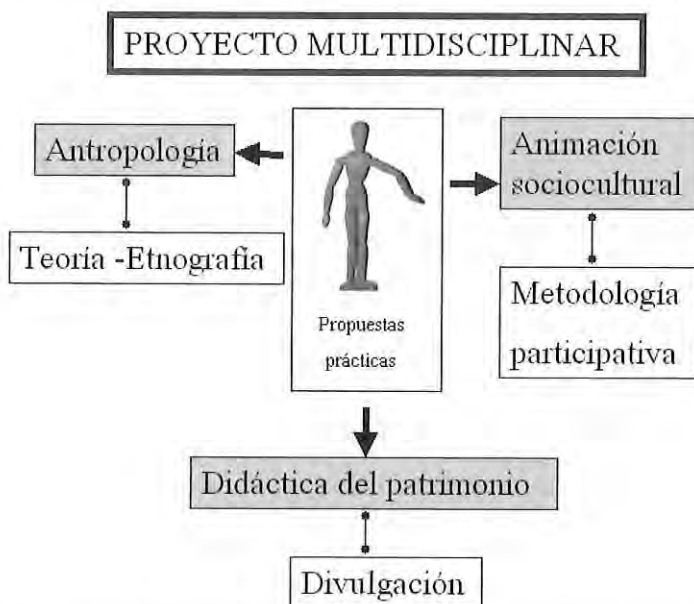 PROYECTO MULTIDISCIPLINAR
Antropología
Teoría -Etnografía
Propuestas
prácticas
Animación
sociocultural
Metodología
participativa
Didáctica del patrimonio
Divulgación